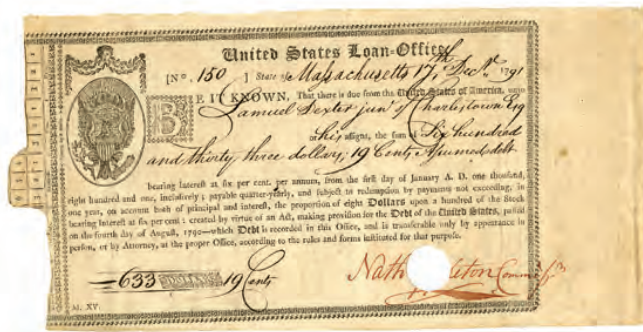 United States Loan-Office,
[No. 150 ] State of Massachusetts 17th Decr. 1791
BE IT KNOWN, That there is due from the United States of America, unto
Samuel Dexter junr of Charlestown Esq
or his assigns, the sum of Six hundred
and thirty three dollars, 19 Cents Assumed debt
bearing interest at six per cent. per annum, from the first day of January A. D. one thousand,
eight hundred and one, inclusively; payable quarter-yearly, and subject to redemption by payments not exceeding, in
one year, on account both of principal and interest, the proportion of eight Dollars upon a hundred of the Stock
bearing interest at six per cent: created by virtue of an Act, making provision for the Debt of the United States, passed
on the fourth day of August, 1790—which Debt is recorded in this Office, and is transferable only by appearance in
person, or by Attorney, at the proper Office, according to the rules and forms instituted for that purpose.
633 DOLLARS 19 Cents
Nath leton
M. XV.